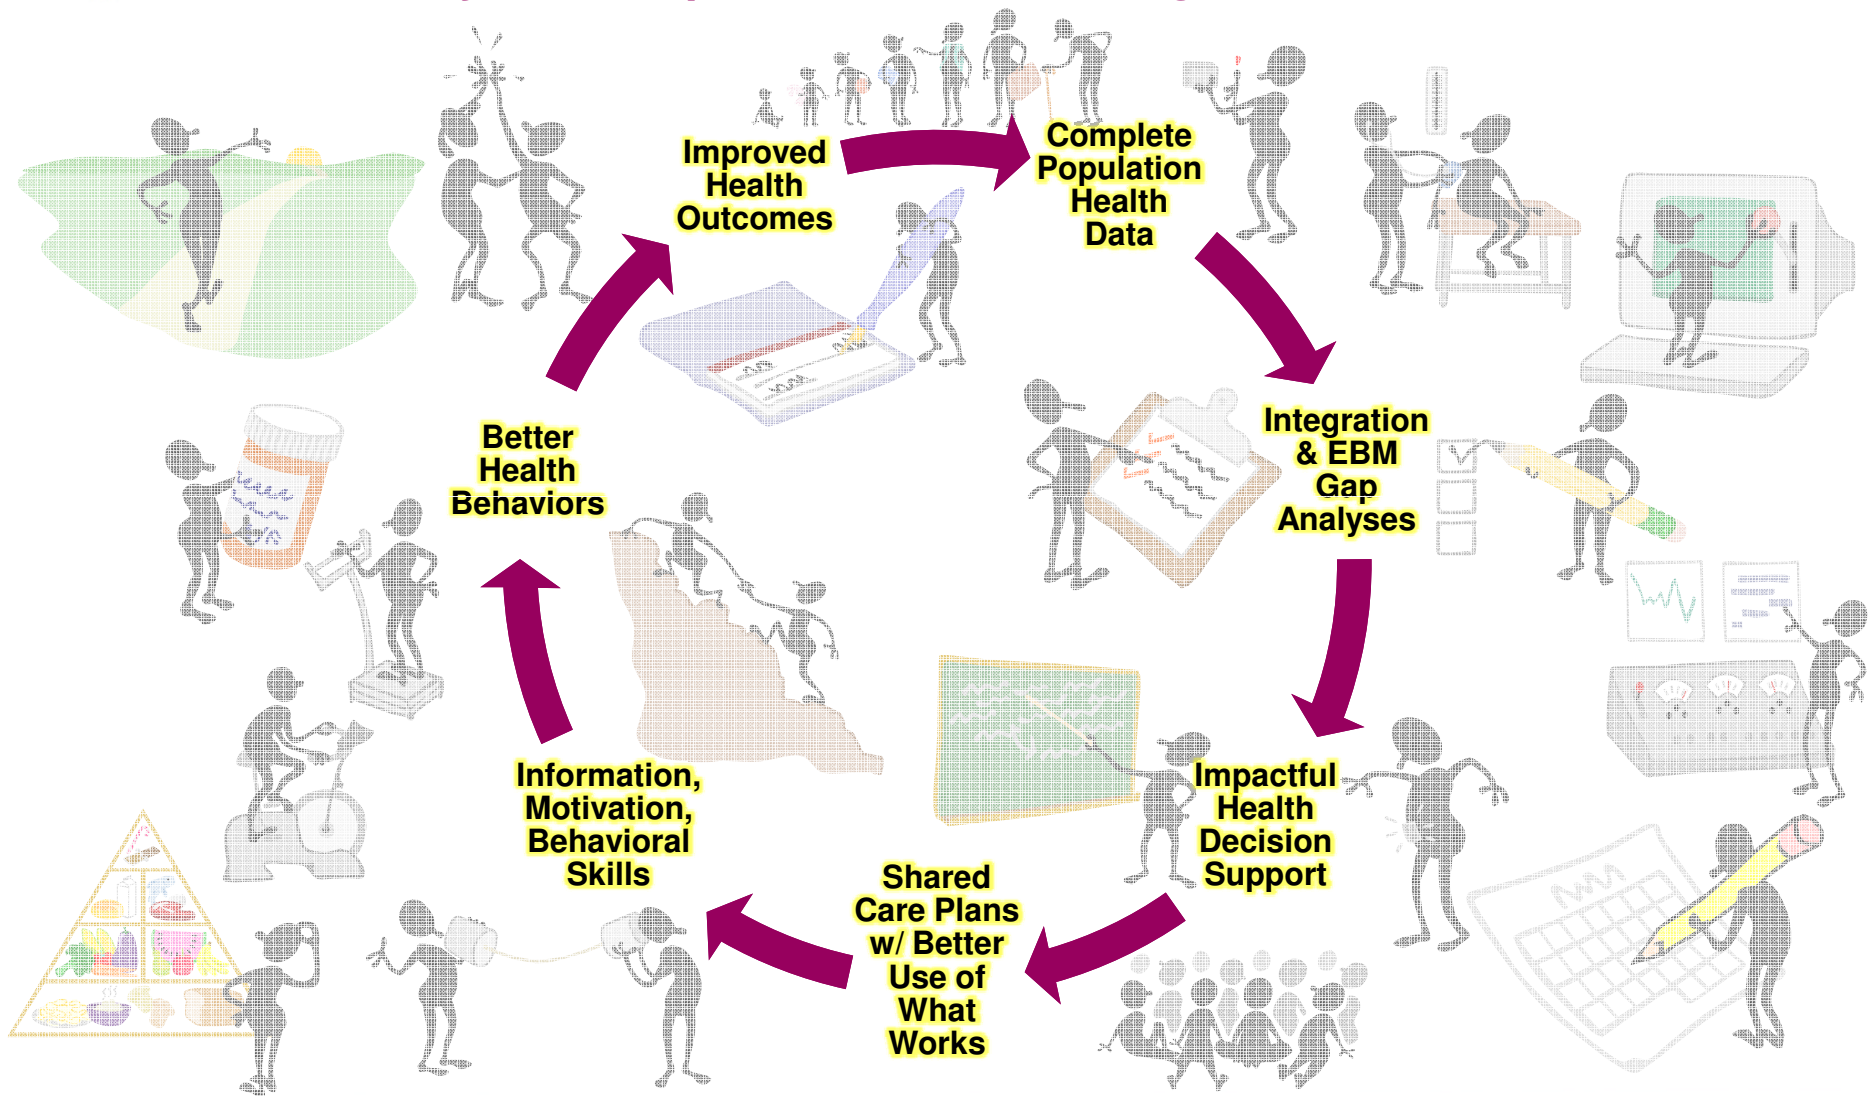 Improved
Health
Outcomes
Complete
Population
Health
Data
Integration
& EBM
Gap
Analyses
Impactful
Health
Decision
Support
Shared
Care Plans
w/ Better
Use of
What
Works
Information,
Motivation,
Behavioral
Skills
Better
Health
Behaviors